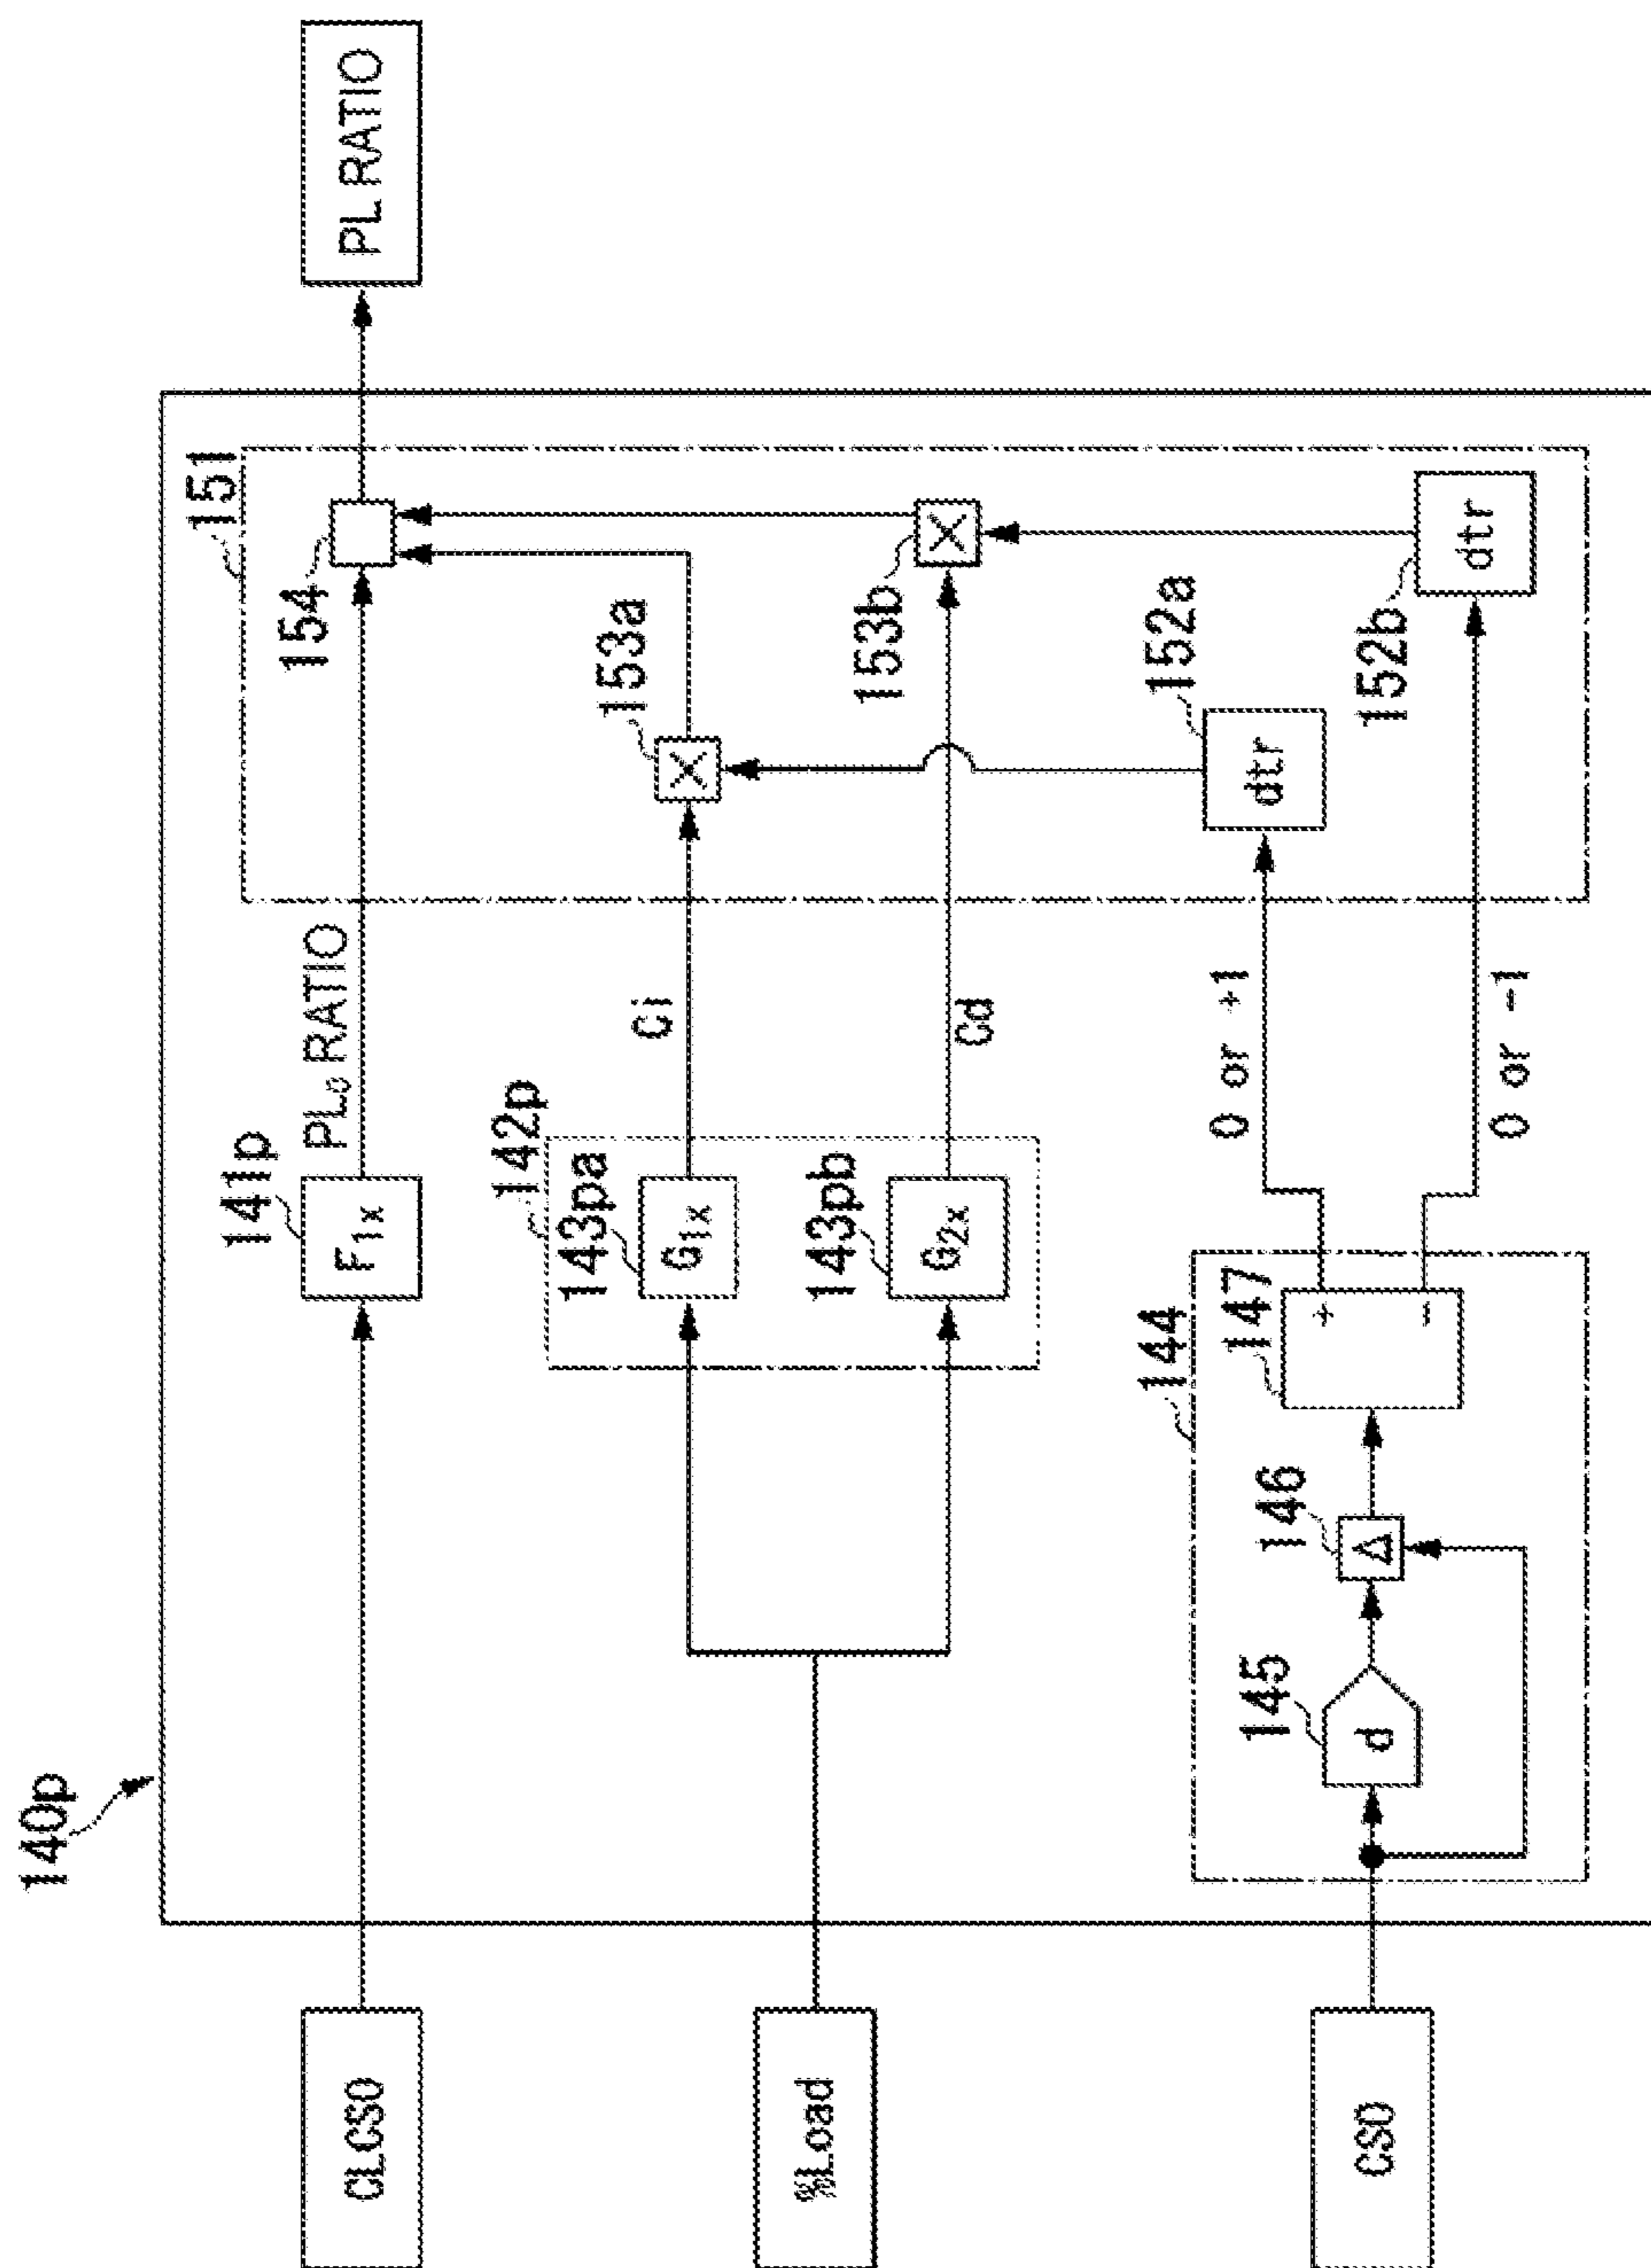 140p
CLCSO
141p
F1x
PL0 RATIO
151
154
PL RATIO
%Load
142p
143pa
G1x
Ci
153a
×
143pb
G2x
Cd
153b
×
152a
dtr
CSO
144
145
d
146
Δ
147
+
−
0 or +1
0 or −1
152b
dtr